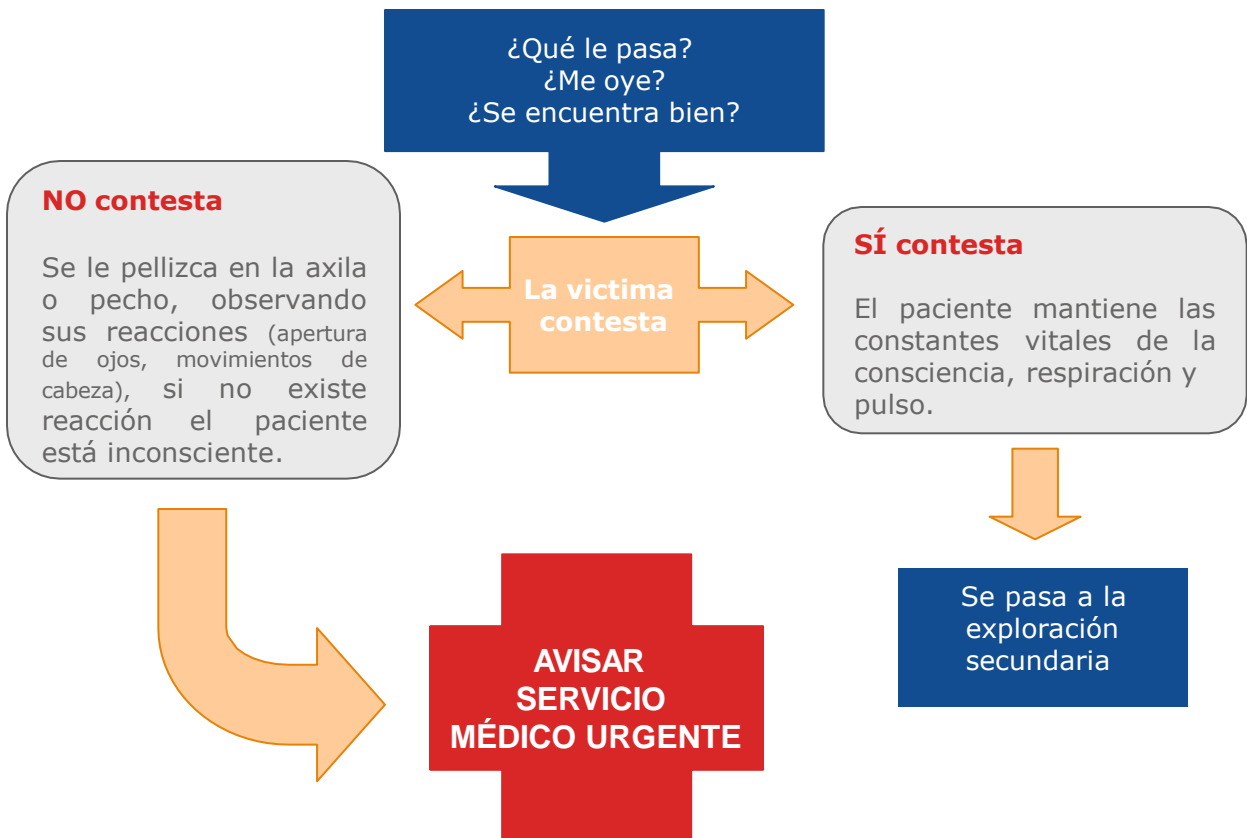 ¿Qué le pasa?
¿Me oye?
¿Se encuentra bien?
NO contesta
Se le pellizca en la axila
o pecho, observando
sus reacciones (apertura
de ojos, movimientos de
cabeza), si no existe
reacción el paciente
está inconsciente.
La victima
contesta
SÍ contesta
El paciente mantiene las
constantes vitales de la
consciencia, respiración y
pulso.
Se pasa a la
exploración
secundaria
AVISAR
SERVICIO
MÉDICO URGENTE